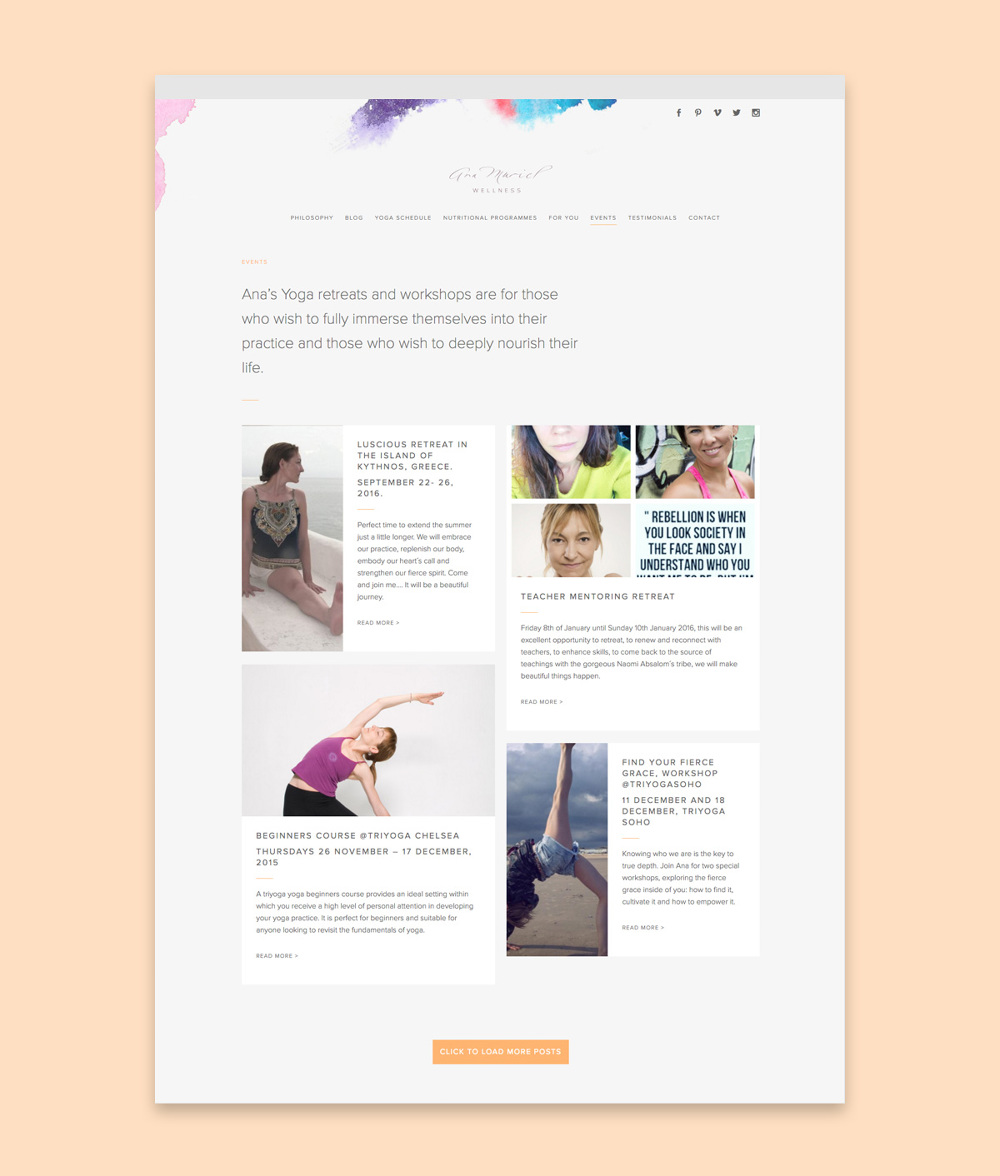 Ana Mariel
WELLNESS
PHILOSOPHY BLOG YOGA SCHEDULE NUTRITIONAL PROGRAMMES FOR YOU EVENTS TESTIMONIALS CONTACT
EVENTS
Ana's Yoga retreats and workshops are for those
who wish to fully immerse themselves into their
practice and those who wish to deeply nourish their
life.
LUSCIOUS RETREAT IN
THE ISLAND OF
KYTHNOS, GREECE.
SEPTEMBER 22- 26,
2016.
Perfect time to extend the summer
just a little longer. We will embrace
our practice, replenish our body,
embody our heart's call and
strengthen our fierce spirit. Come
and join me.... It will be a beautiful
journey.
READ MORE >
" REBELLION IS WHEN
YOU LOOK SOCIETY IN
THE FACE AND SAY I
UNDERSTAND WHO YOU
WANT ME TO BE, BUT I'M
TEACHER MENTORING RETREAT
Friday 8th of January until Sunday 10th January 2016, this will be an
excellent opportunity to retreat, to renew and reconnect with
teachers, to enhance skills, to come back to the source of
teachings with the gorgeous Naomi Absalom's tribe, we will make
beautiful things happen.
READ MORE >
BEGINNERS COURSE @TRIYOGA CHELSEA
THURSDAYS 26 NOVEMBER – 17 DECEMBER,
2015
A triyoga yoga beginners course provides an ideal setting within
which you receive a high level of personal attention in developing
your yoga practice. It is perfect for beginners and suitable for
anyone looking to revisit the fundamentals of yoga.
READ MORE >
FIND YOUR FIERCE
GRACE, WORKSHOP
@TRIYOGASOHO
11 DECEMBER AND 18
DECEMBER, TRIYOGA
SOHO
Knowing who we are is the key to
true depth. Join Ana for two special
workshops, exploring the fierce
grace inside of you: how to find it,
cultivate it and how to empower it.
READ MORE >
CLICK TO LOAD MORE POSTS